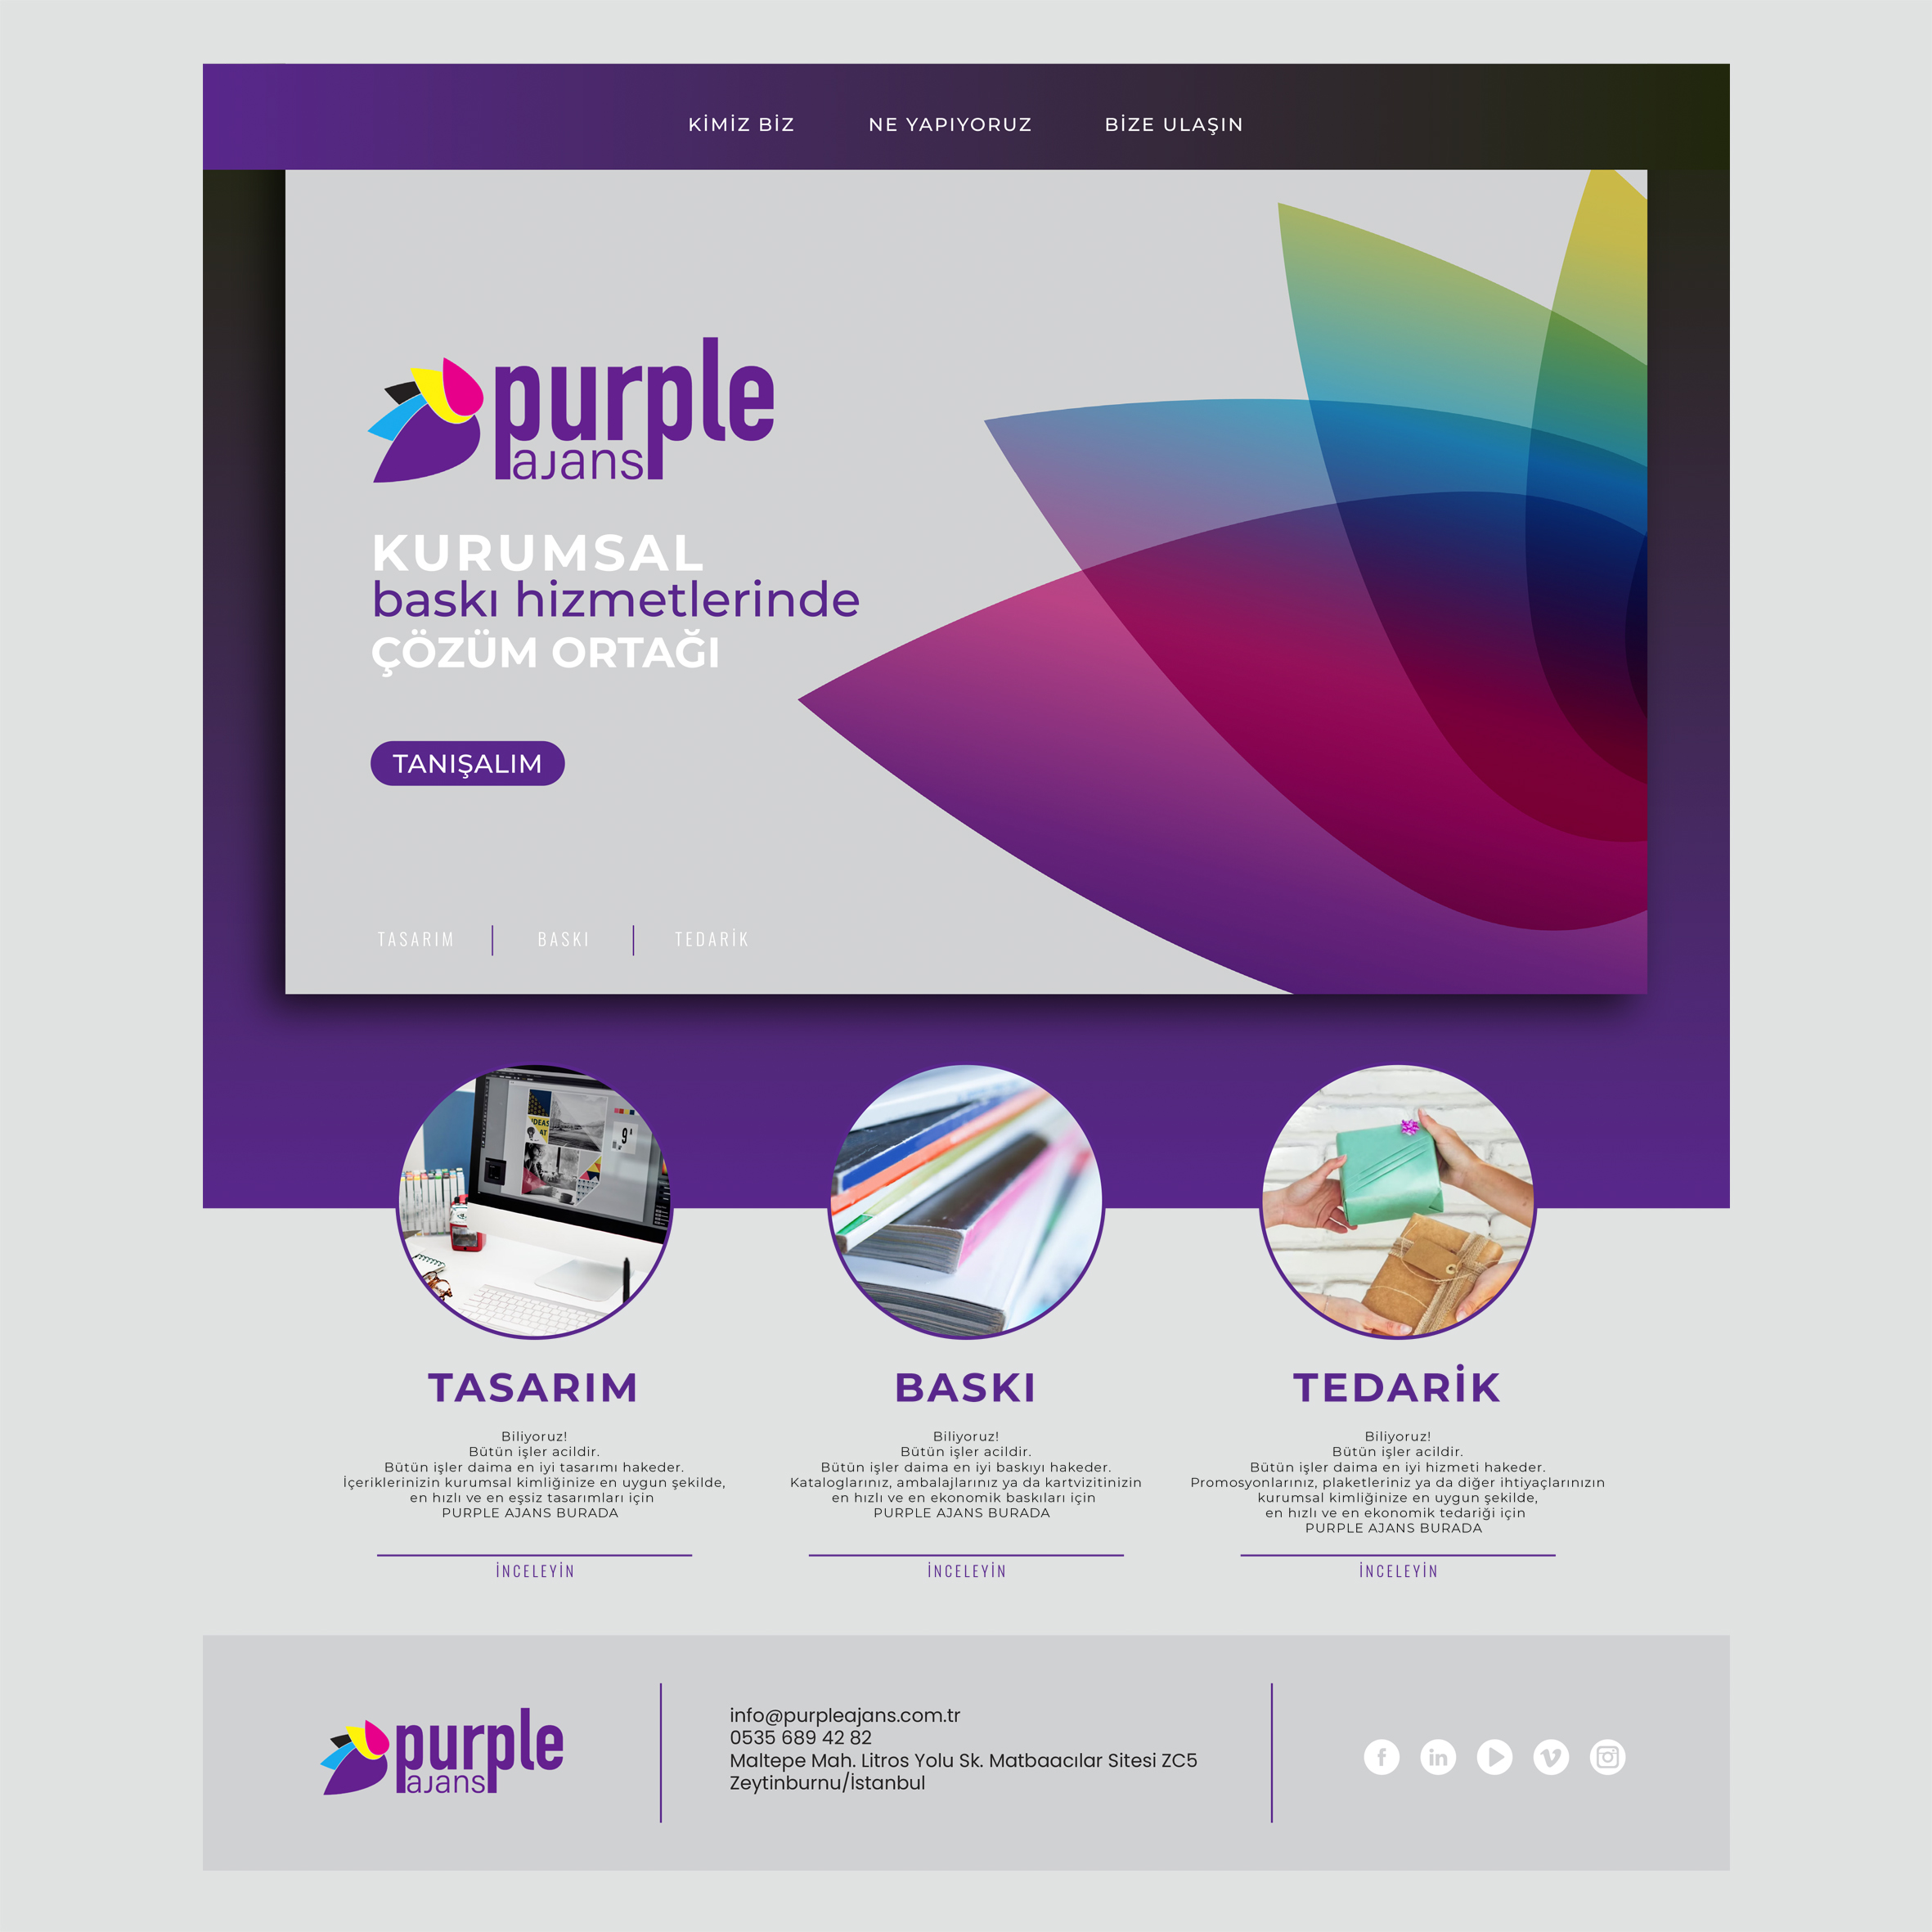 KİMİZ BİZ
NE YAPIYORUZ
BİZE ULAŞIN
purple
ajans
KURUMSAL
baskı hizmetlerinde
ÇÖZÜM ORTAĞI
TANIŞALIM
TASARIM
BASKI
TEDARİK
IDEAS
AT
9
TASARIM
Biliyoruz!
Bütün işler acildir.
Bütün işler daima en iyi tasarımı hakeder.
İçeriklerinizin kurumsal kimliğinize en uygun şekilde,
en hızlı ve en eşsiz tasarımları için
PURPLE AJANS BURADA
İNCELEYİN
BASKI
Biliyoruz!
Bütün işler acildir.
Bütün işler daima en iyi baskıyı hakeder.
Kataloglarınız, ambalajlarınız ya da kartvizitinizin
en hızlı ve en ekonomik baskıları için
PURPLE AJANS BURADA
İNCELEYİN
TEDARİK
Biliyoruz!
Bütün işler acildir.
Bütün işler daima en iyi hizmeti hakeder.
Promosyonlarınız, plaketleriniz ya da diğer ihtiyaçlarınızın
kurumsal kimliğinize en uygun şekilde,
en hızlı ve en ekonomik tedariği için
PURPLE AJANS BURADA
İNCELEYİN
purple
ajans
info@purpleajans.com.tr
0535 689 42 82
Maltepe Mah. Litros Yolu Sk. Matbaacılar Sitesi ZC5
Zeytinburnu/İstanbul